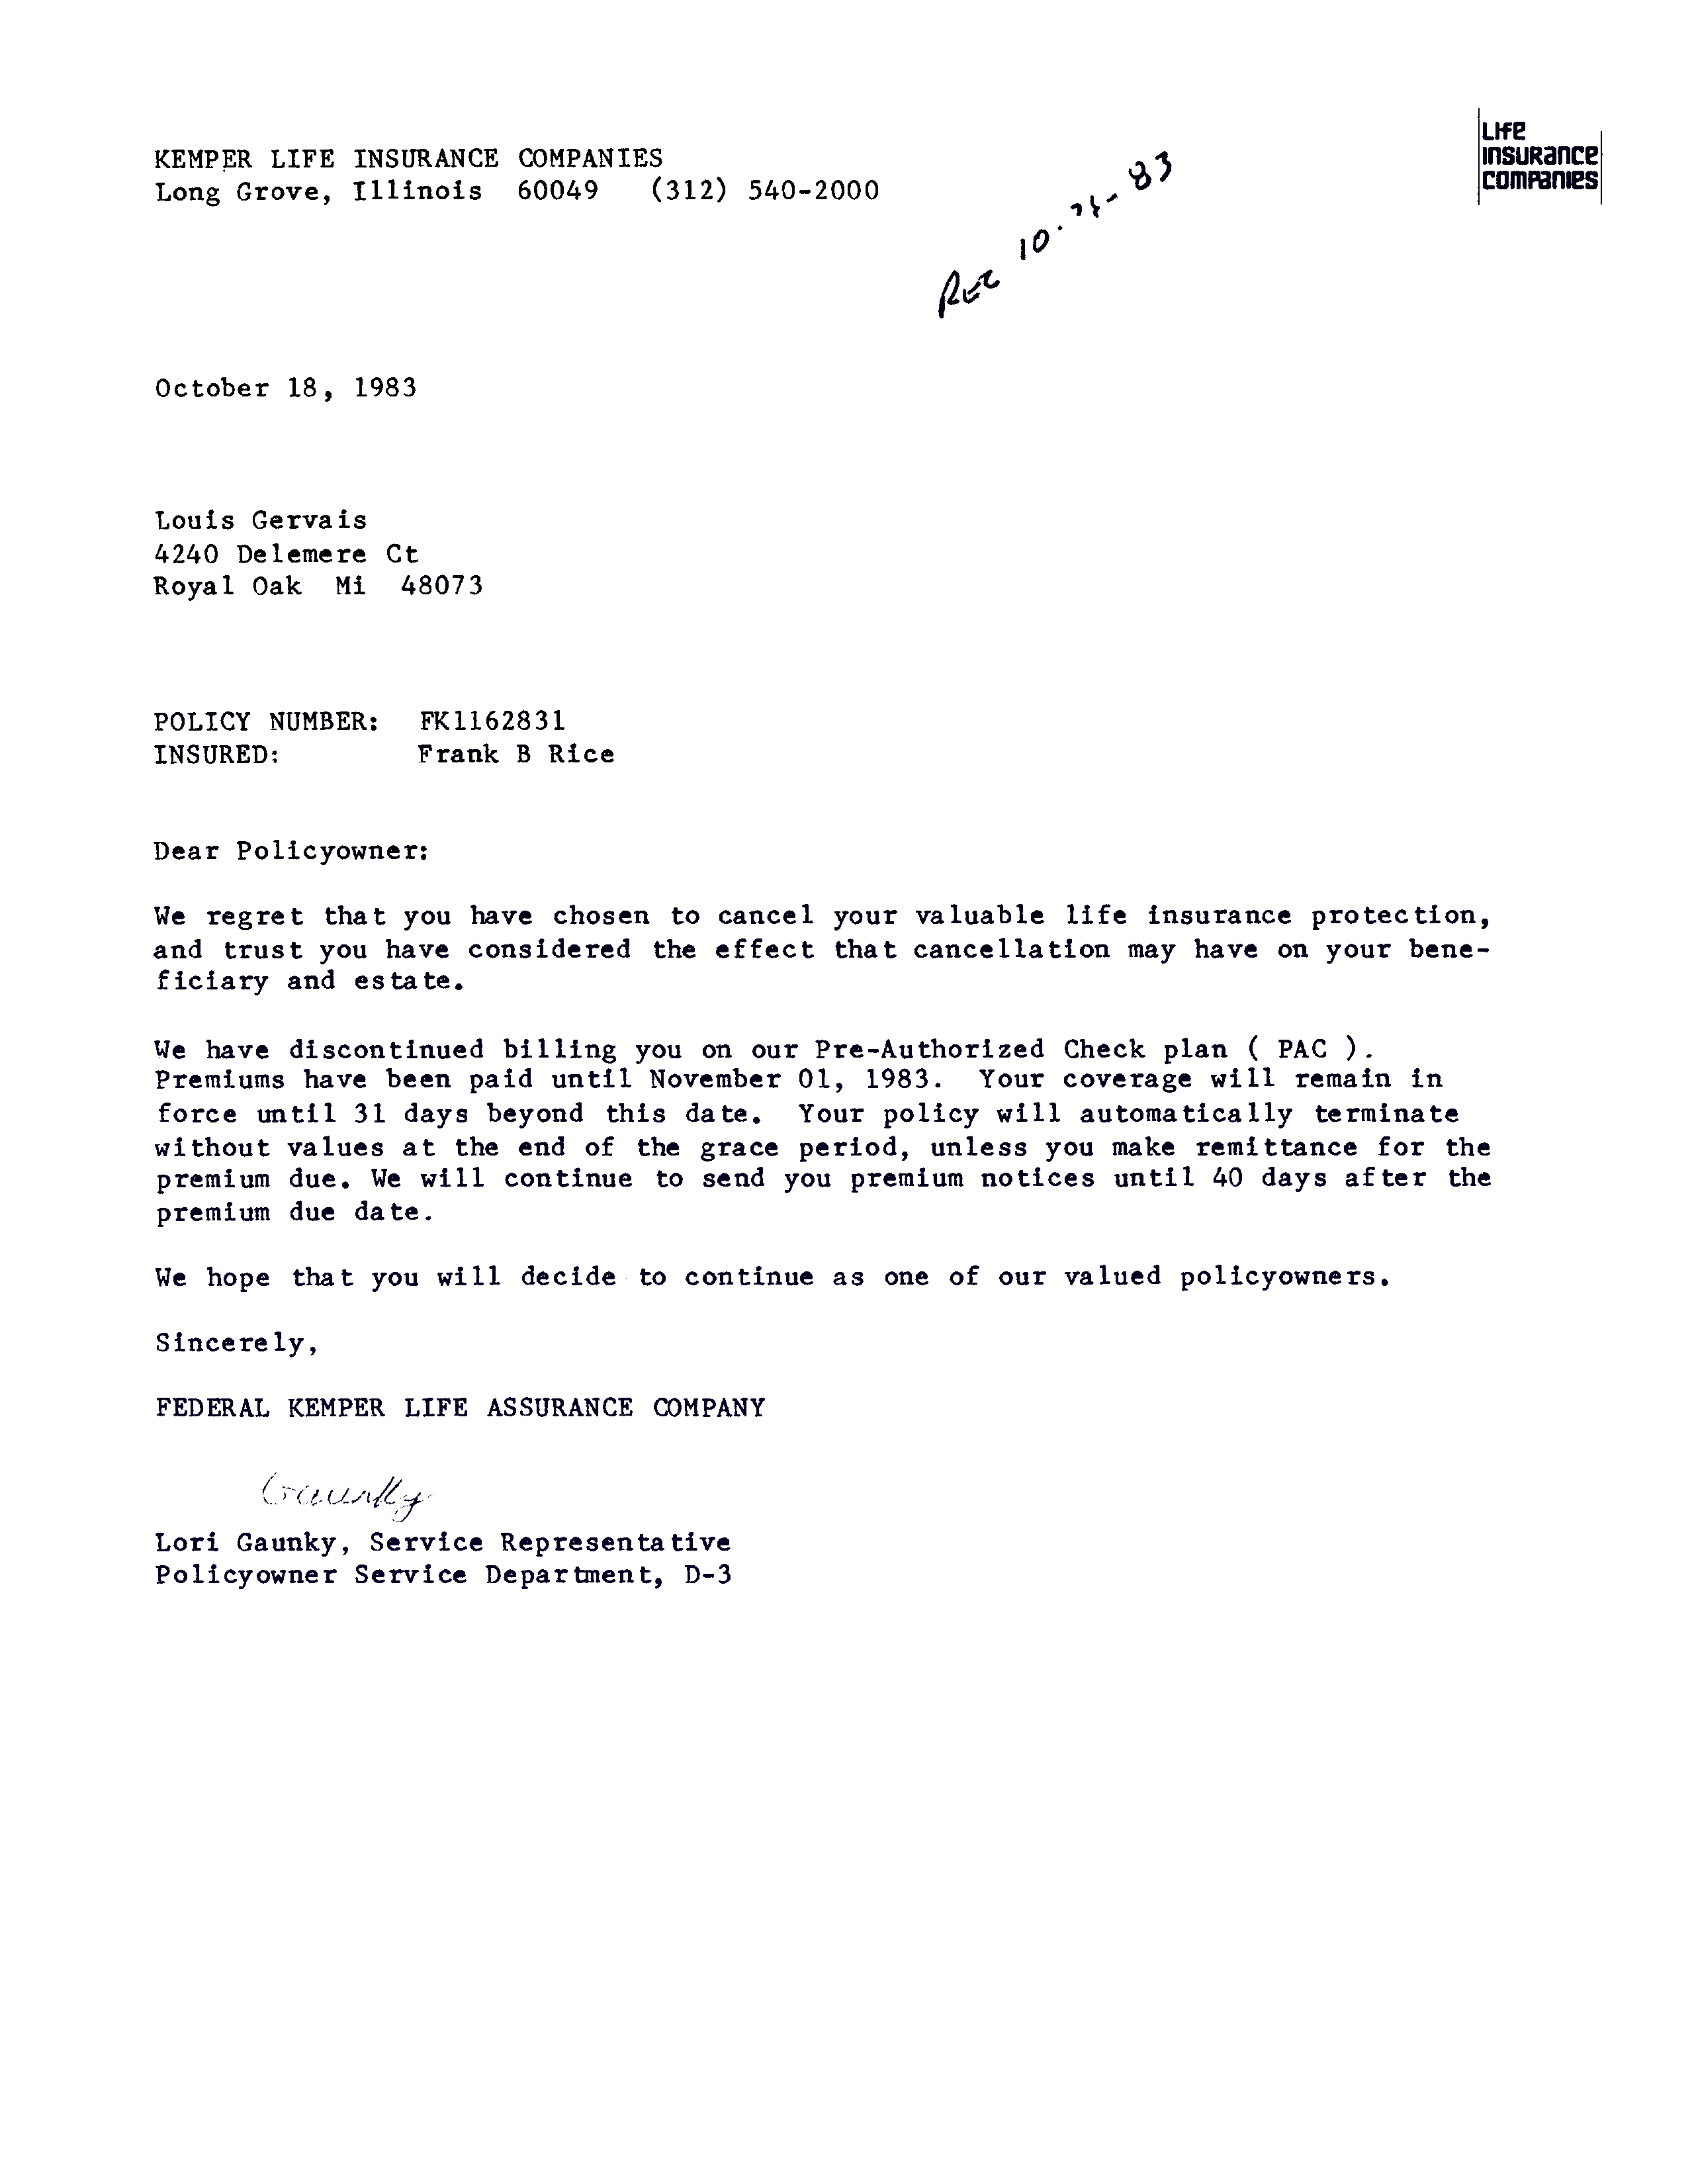 KEMPER LIFE INSURANCE COMPANIES
Long Grove, Illinois 60049 (312) 540-2000
Life
Insurance
Companies
Rec 10. - 83
October 18, 1983
Louis Gervais
4240 Delemere Ct
Royal Oak Mi 48073
POLICY NUMBER: FK1162831
INSURED: Frank B Rice
Dear Policyowner:
We regret that you have chosen to cancel your valuable life insurance protection,
and trust you have considered the effect that cancellation may have on your bene-
ficiary and estate.
We have discontinued billing you on our Pre-Authorized Check plan ( PAC ).
Premiums have been paid until November 01, 1983. Your coverage will remain in
force until 31 days beyond this date. Your policy will automatically terminate
without values at the end of the grace period, unless you make remittance for the
premium due. We will continue to send you premium notices until 40 days after the
premium due date.
We hope that you will decide to continue as one of our valued policyowners.
Sincerely,
FEDERAL KEMPER LIFE ASSURANCE COMPANY
Gaunky
Lori Gaunky, Service Representative
Policyowner Service Department, D-3